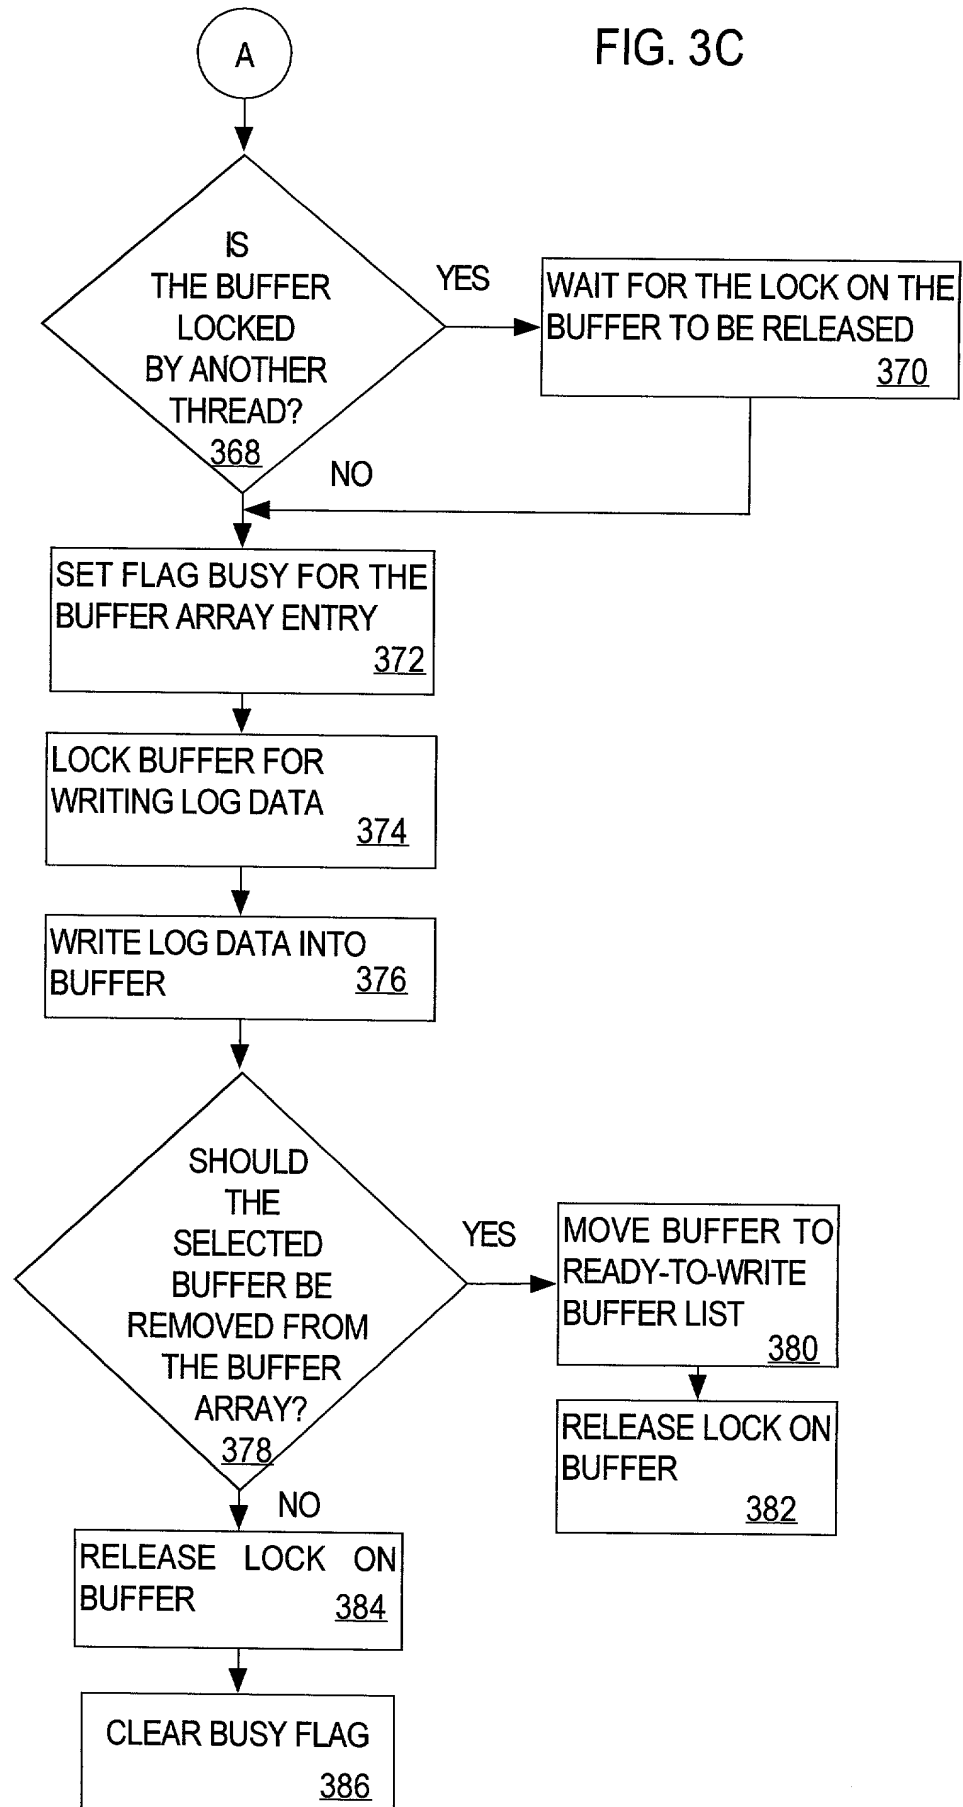 A
FIG. 3C
IS
THE BUFFER
LOCKED
BY ANOTHER
THREAD?
368
YES
WAIT FOR THE LOCK ON THE
BUFFER TO BE RELEASED
370
NO
SET FLAG BUSY FOR THE
BUFFER ARRAY ENTRY
372
LOCK BUFFER FOR
WRITING LOG DATA
374
WRITE LOG DATA INTO
BUFFER
376
SHOULD
THE
SELECTED
BUFFER BE
REMOVED FROM
THE BUFFER
ARRAY?
378
YES
MOVE BUFFER TO
READY-TO-WRITE
BUFFER LIST
380
RELEASE LOCK ON
BUFFER
382
NO
RELEASE LOCK ON
BUFFER
384
CLEAR BUSY FLAG
386